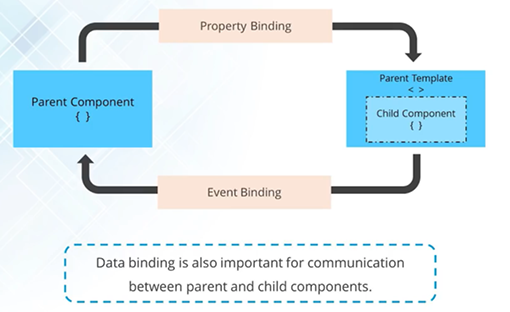 Property Binding
Parent Component
{ }
Parent Template
< >
Child Component
{ }
Event Binding
Data binding is also important for communication
between parent and child components.